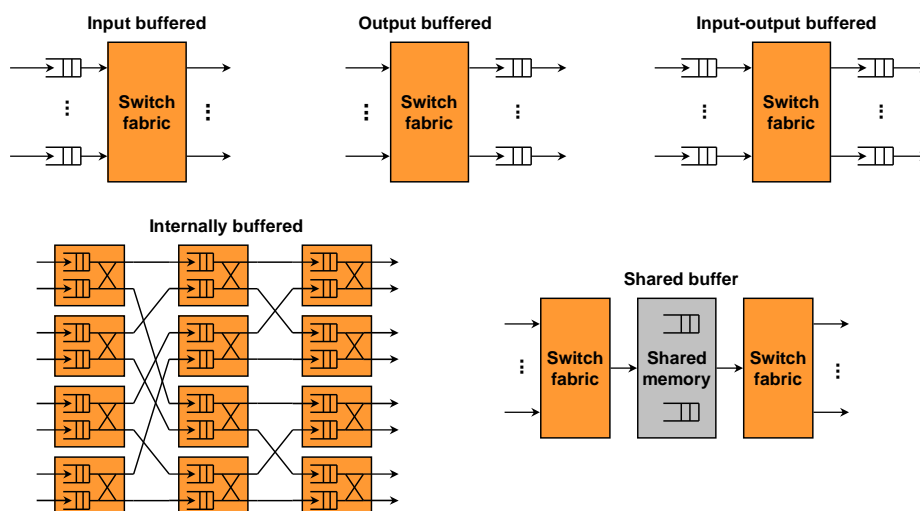 Input buffered
Output buffered
Input-output buffered
Switch
fabric
Switch
fabric
Switch
fabric
...
...
...
...
...
...
Internally buffered
Shared buffer
Switch
fabric
Shared
memory
Switch
fabric
...
...